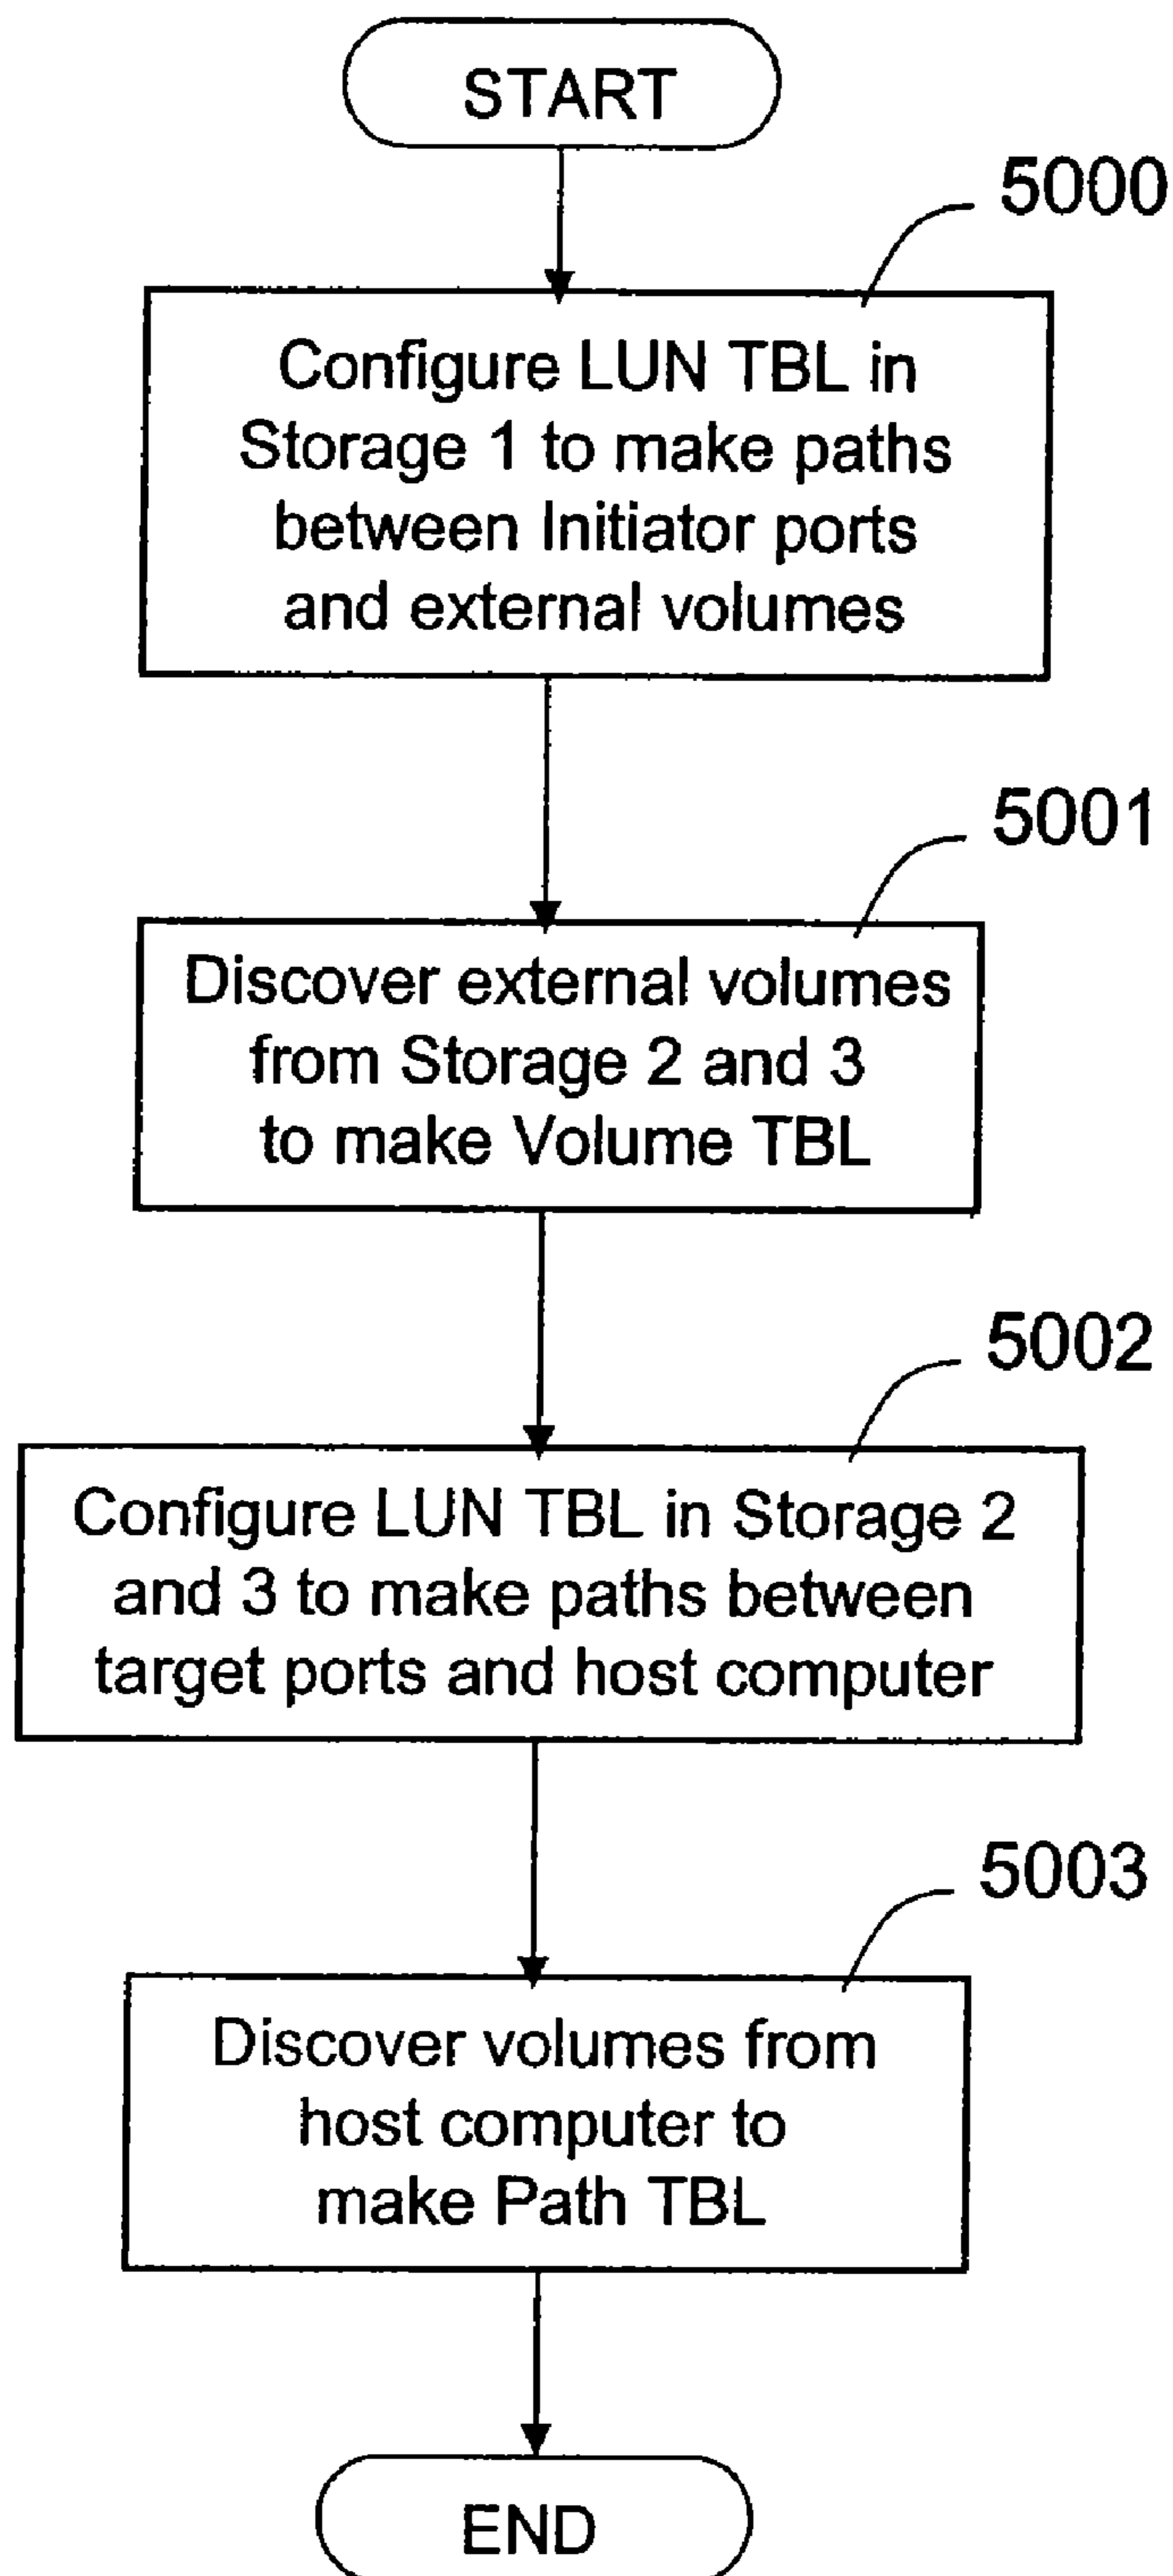 START
5000
Configure LUN TBL in
Storage 1 to make paths
between Initiator ports
and external volumes
5001
Discover external volumes
from Storage 2 and 3
to make Volume TBL
5002
Configure LUN TBL in Storage 2
and 3 to make paths between
target ports and host computer
5003
Discover volumes from
host computer to
make Path TBL
END